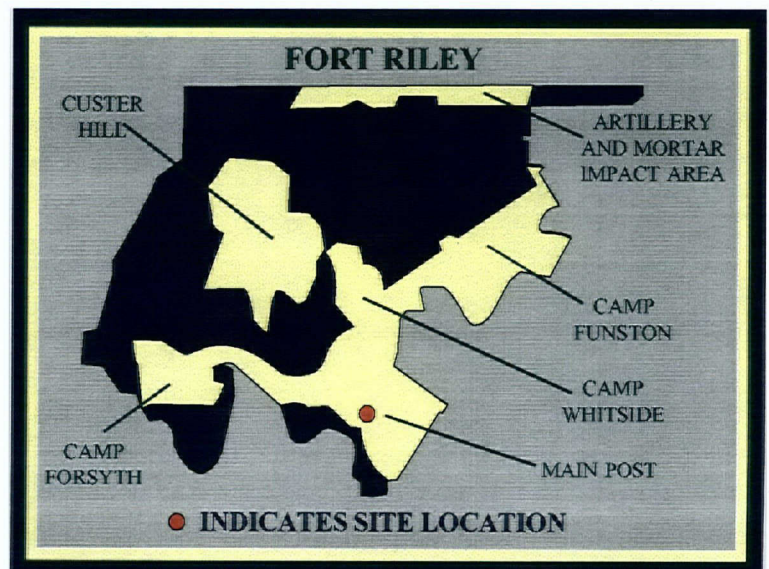 FORT RILEY
CUSTER
HILL
ARTILLERY
AND MORTAR
IMPACT AREA
CAMP
FUNSTON
CAMP
WHITSIDE
CAMP
FORSYTH
MAIN POST
INDICATES SITE LOCATION